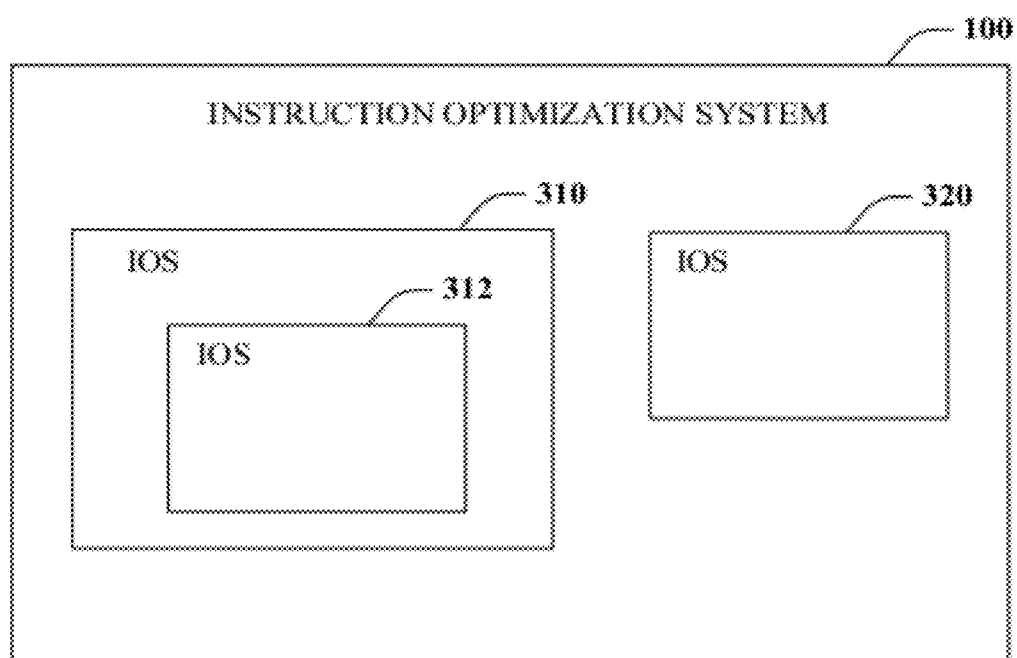 100
INSTRUCTION OPTIMIZATION SYSTEM
310
320
IOS
IOS
312
IOS